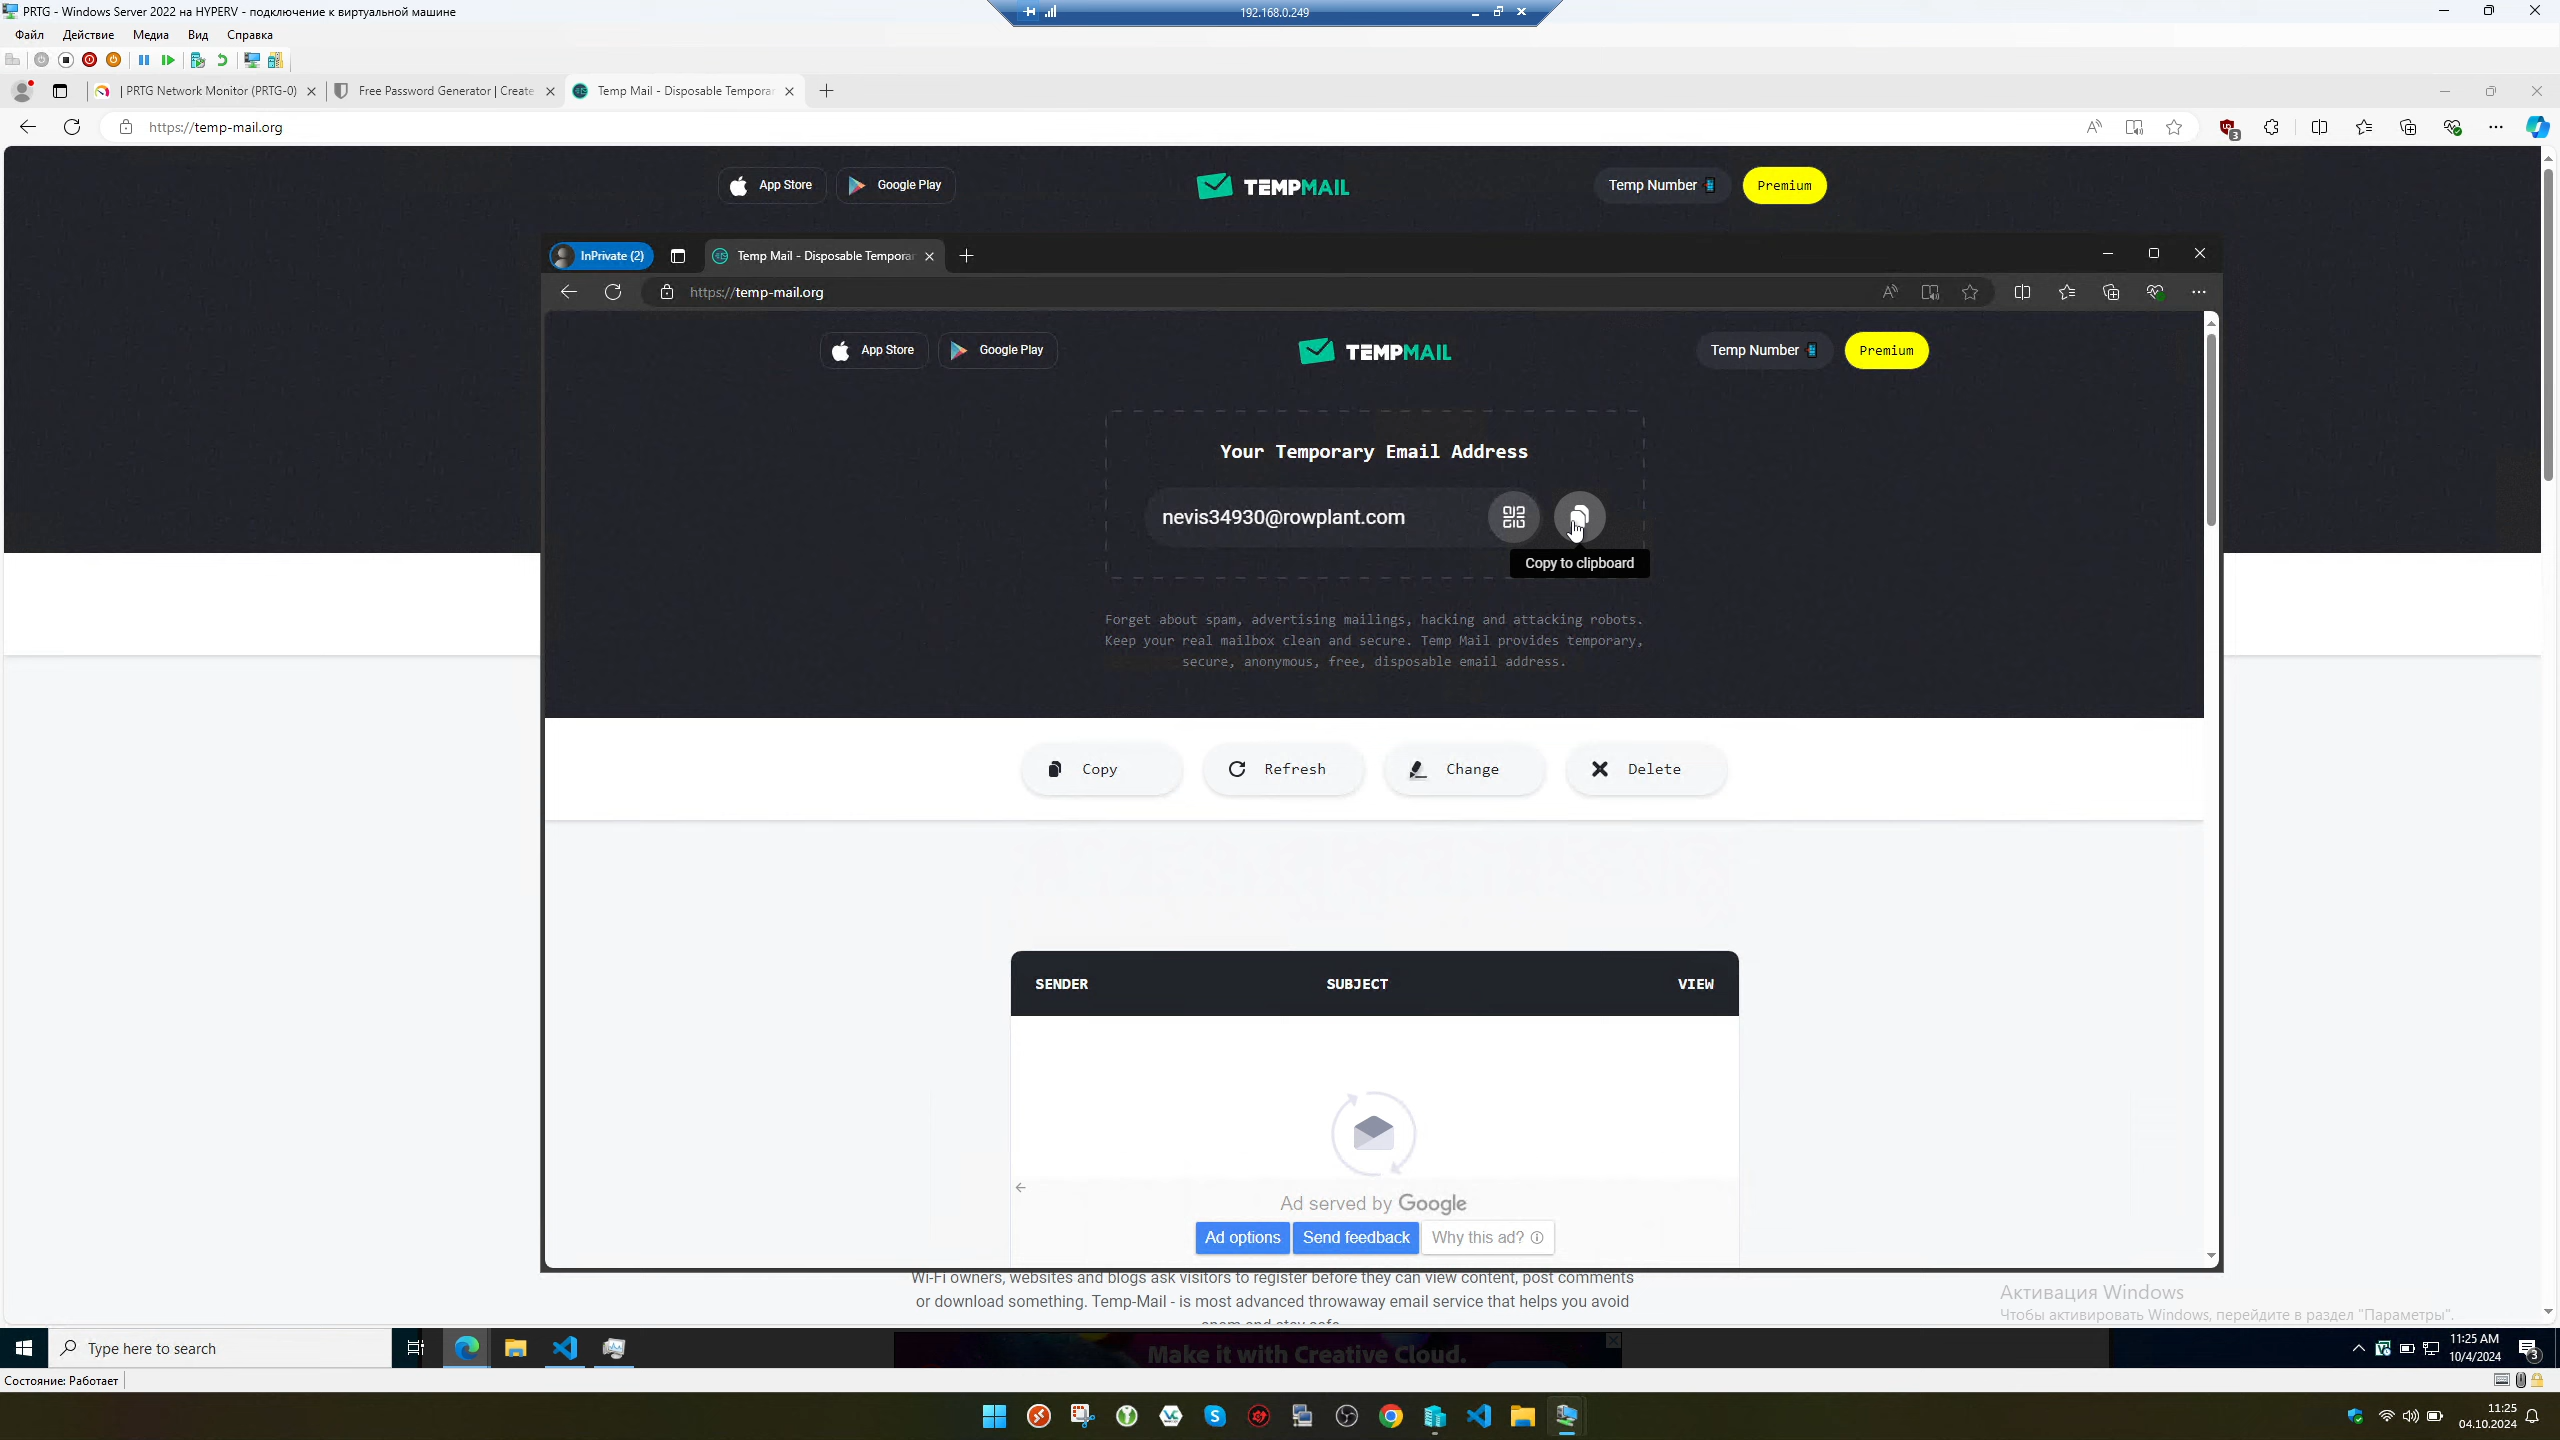 PRTG - Windows Server 2022 на HYPERV - подключение к виртуальной машине
192.168.0.249
Файл Действие Медиа Вид Справка
| PRTG Network Monitor (PRTG-0)
Free Password Generator | Create
Temp Mail - Disposable Tempora
https://temp-mail.org
3
App Store
Google Play
TEMPMAIL
Temp Number
Premium
InPrivate (2)
Temp Mail - Disposable Tempora
https://temp-mail.org
App Store
Google Play
TEMPMAIL
Temp Number
Premium
Your Temporary Email Address
nevis34930@rowplant.com
Copy to clipboard
Forget about spam, advertising mailings, hacking and attacking robots.
Keep your real mailbox clean and secure. Temp Mail provides temporary,
secure, anonymous, free, disposable email address.
Copy
Refresh
Change
Delete
SENDER
SUBJECT
VIEW
Ad served by Google
Ad options
Send feedback
Why this ad?
Wi-Fi owners, websites and blogs ask visitors to register before they can view content, post comments
or download something. Temp-Mail - is most advanced throwaway email service that helps you avoid
spam and stay safe.
Активация Windows
Чтобы активировать Windows, перейдите в раздел "Параметры".
Type here to search
Make it with Creative Cloud.
11:25 AM
10/4/2024
3
Состояние: Работает
11:25
04.10.2024